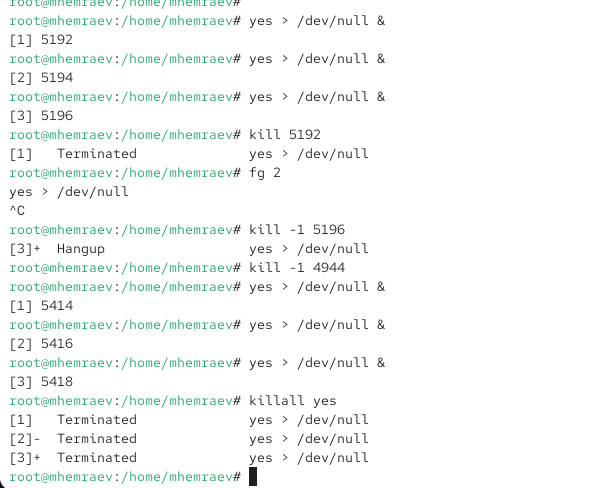 root@mhemraev:/home/mhemraev#
root@mhemraev:/home/mhemraev# yes > /dev/null &
[1] 5192
root@mhemraev:/home/mhemraev# yes > /dev/null &
[2] 5194
root@mhemraev:/home/mhemraev# yes > /dev/null &
[3] 5196
root@mhemraev:/home/mhemraev# kill 5192
[1]   Terminated              yes > /dev/null
root@mhemraev:/home/mhemraev# fg 2
yes > /dev/null
^C
root@mhemraev:/home/mhemraev# kill -1 5196
[3]+  Hangup                  yes > /dev/null
root@mhemraev:/home/mhemraev# kill -1 4944
root@mhemraev:/home/mhemraev# yes > /dev/null &
[1] 5414
root@mhemraev:/home/mhemraev# yes > /dev/null &
[2] 5416
root@mhemraev:/home/mhemraev# yes > /dev/null &
[3] 5418
root@mhemraev:/home/mhemraev# killall yes
[1]   Terminated              yes > /dev/null
[2]-  Terminated              yes > /dev/null
[3]+  Terminated              yes > /dev/null
root@mhemraev:/home/mhemraev#